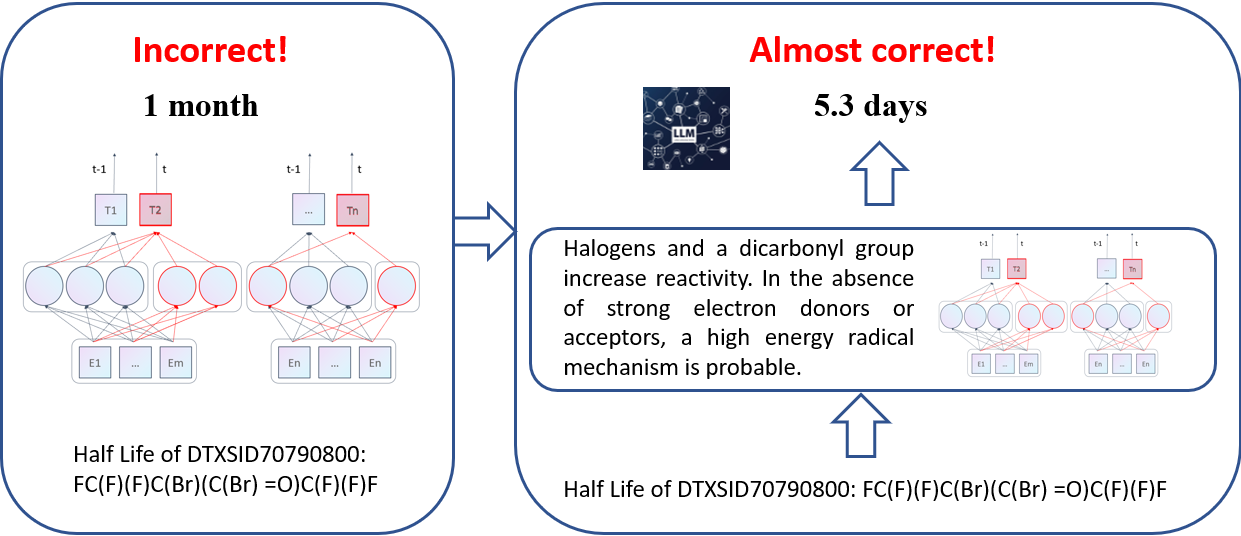 Incorrect!
1 month
t-1 t t-1 t
T1 T2 ... Tn
E1 ... Em En ... En
Half Life of DTXSID70790800:
FC(F)(F)C(Br)(C(Br) =O)C(F)(F)F
Almost correct!
LLM
5.3 days
Halogens and a dicarbonyl group
increase reactivity. In the absence
of strong electron donors or
acceptors, a high energy radical
mechanism is probable.
t-1 t t-1 t
T1 T2 ... Tn
E1 ... Em En ... En
Half Life of DTXSID70790800: FC(F)(F)C(Br)(C(Br) =O)C(F)(F)F